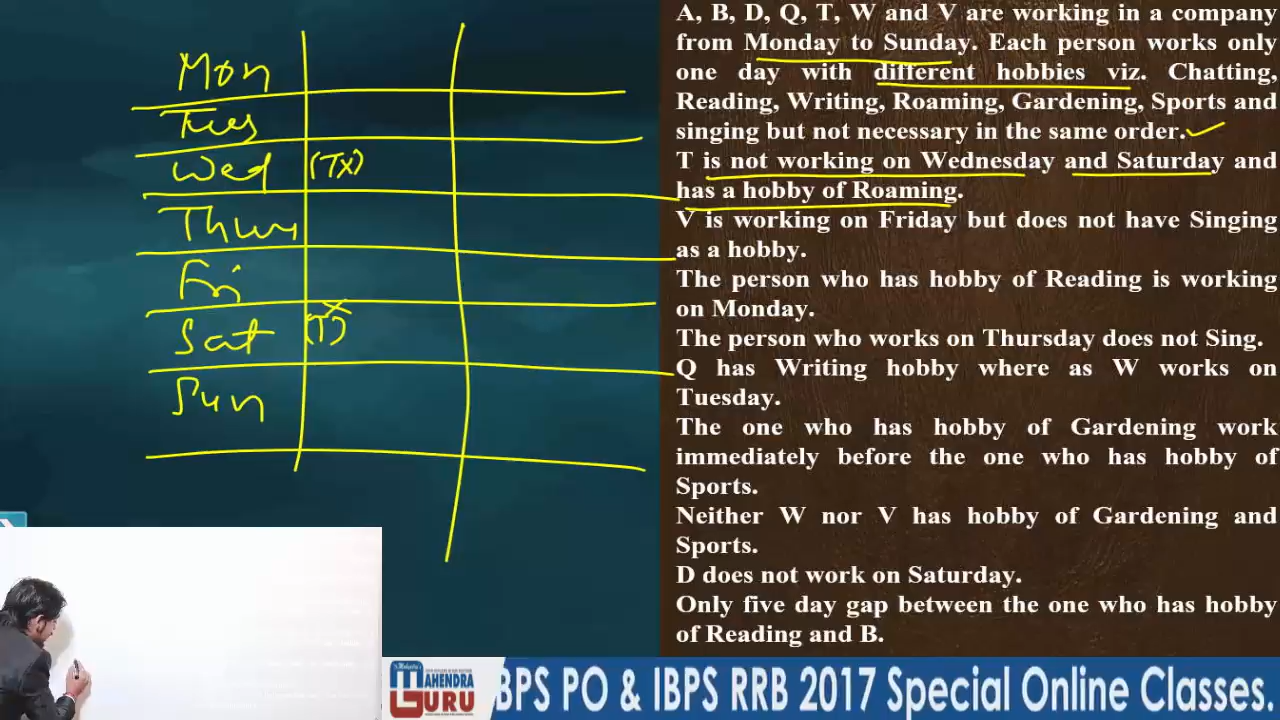 Mon
Tues
Wed (TX)
Thurs
Fri
Sat (T) X
Sun
A, B, D, Q, T, W and V are working in a company
from Monday to Sunday. Each person works only
one day with different hobbies viz. Chatting,
Reading, Writing, Roaming, Gardening, Sports and
singing but not necessary in the same order.
T is not working on Wednesday and Saturday and
has a hobby of Roaming.
V is working on Friday but does not have Singing
as a hobby.
The person who has hobby of Reading is working
on Monday.
The person who works on Thursday does not Sing.
Q has Writing hobby where as W works on
Tuesday.
The one who has hobby of Gardening work
immediately before the one who has hobby of
Sports.
Neither W nor V has hobby of Gardening and
Sports.
D does not work on Saturday.
Only five day gap between the one who has hobby
of Reading and B.
MAHENDRA
GURU
BPS PO & IBPS RRB 2017 Special Online Classes.